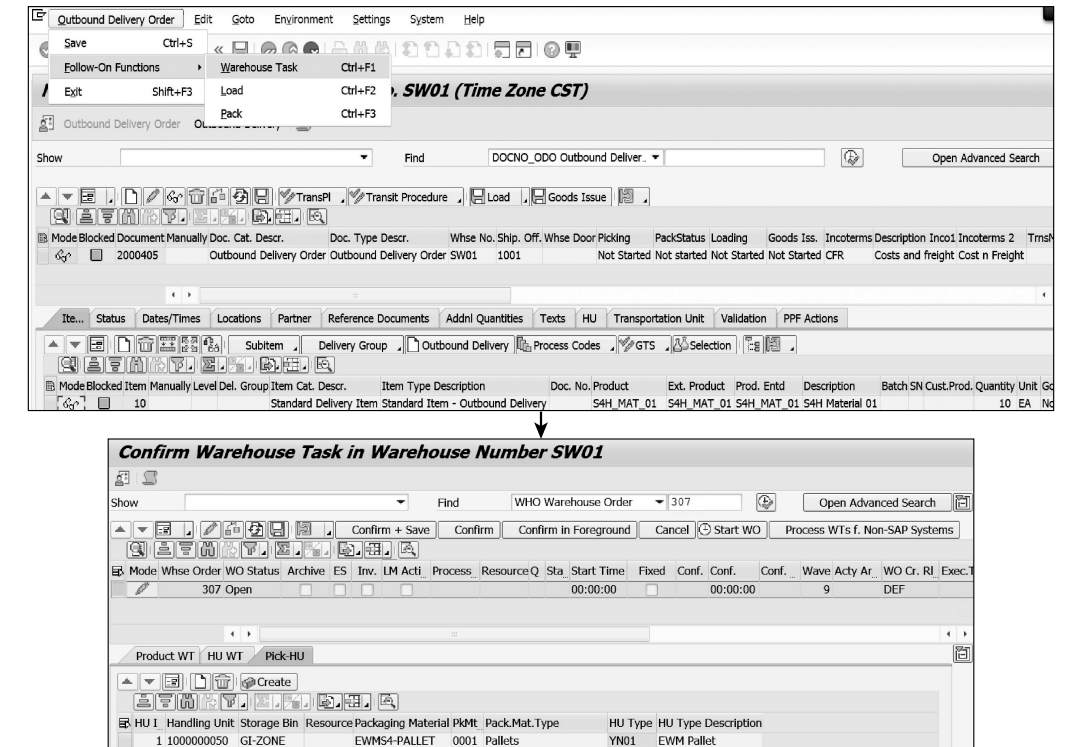 Outbound Delivery Order Edit Goto Environment Settings System Help
Save Ctrl+S
Follow-On Functions Warehouse Task Ctrl+F1
Exit Shift+F3 Load Ctrl+F2
Pack Ctrl+F3
. SW01 (Time Zone CST)
Outbound Delivery Order
Show Find DOCNO_ODO Outbound Deliver.. Open Advanced Search
TransPl Transit Procedure Load Goods Issue
Mode Blocked Document Manually Doc. Cat. Descr. Doc. Type Descr. Whse No. Ship. Off. Whse Door Picking PackStatus Loading Goods Iss. Incoterms Description Inco1 Incoterms 2
2000405 Outbound Delivery Order Outbound Delivery Order SW01 1001 Not Started Not started Not Started Not Started CFR Costs and freight Cost n Freight
Ite... Status Dates/Times Locations Partner Reference Documents Addnl Quantities Texts HU Transportation Unit Validation PPF Actions
Subitem Delivery Group Outbound Delivery Process Codes GTS Selection
Mode Blocked Item Manually Level Del. Group Item Cat. Descr. Item Type Description Doc. No. Product Ext. Product Prod. Entd Description Batch SN Cust.Prod. Quantity Unit
10 Standard Delivery Item Standard Item - Outbound Delivery S4H_MAT_01 S4H_MAT_01 S4H_MAT_01 S4H Material 01 10 EA
Confirm Warehouse Task in Warehouse Number SW01
Show Find WHO Warehouse Order 307 Open Advanced Search
Confirm + Save Confirm Confirm in Foreground Cancel Start WO Process WTs f. Non-SAP Systems
Mode Whse Order WO Status Archive ES Inv. LM Acti.. Process.. Resource Q Sta.. Start Time Fixed Conf. Conf. Conf. .. Wave Acty Ar.. WO Cr. Rl.. Exec.T
307 Open 00:00:00 00:00:00 9 DEF
Product WT HU WT Pick-HU
Create
HU I.. Handling Unit Storage Bin Resource Packaging Material PkMt.. Pack.Mat.Type HU Type HU Type Description
1 1000000050 GI-ZONE EWMS4-PALLET 0001 Pallets YN01 EWM Pallet